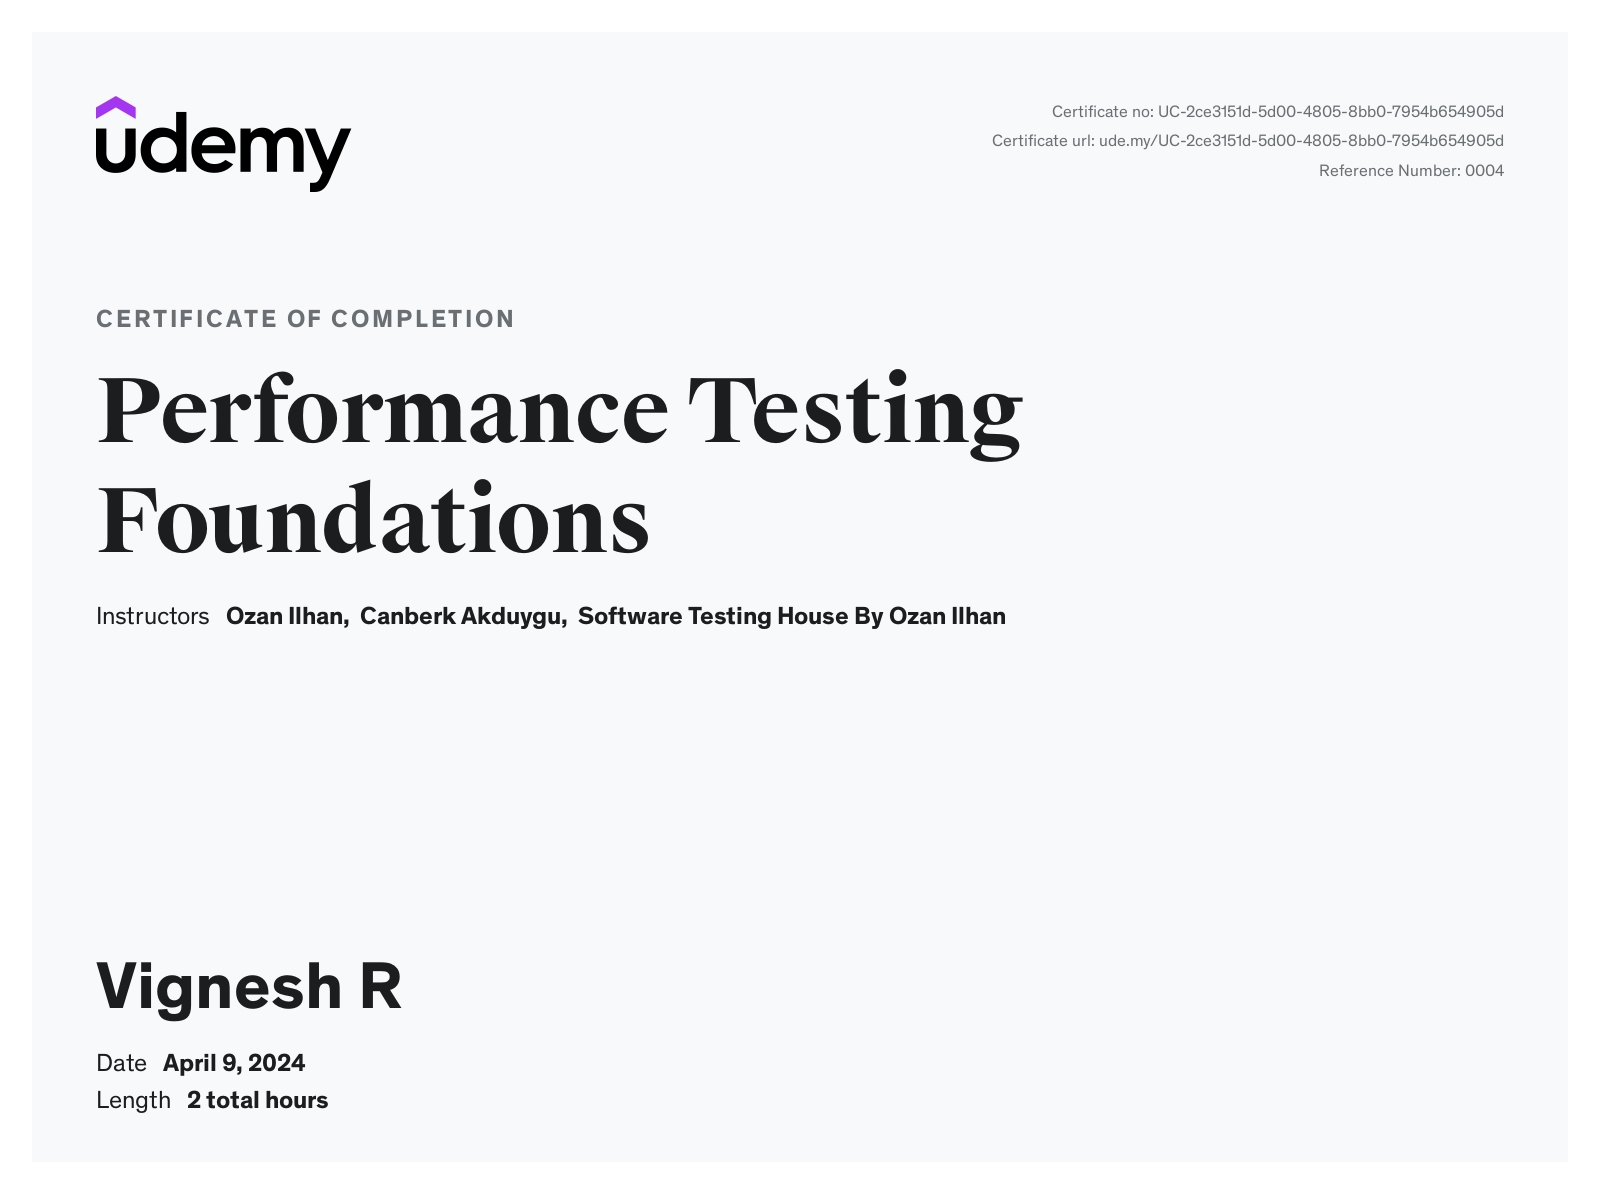 udemy
Certificate no: UC-2ce3151d-5d00-4805-8bb0-7954b654905d
Certificate url: ude.my/UC-2ce3151d-5d00-4805-8bb0-7954b654905d
Reference Number: 0004
CERTIFICATE OF COMPLETION
Performance Testing
Foundations
Instructors Ozan Ilhan, Canberk Akduygu, Software Testing House By Ozan Ilhan
Vignesh R
Date April 9, 2024
Length 2 total hours